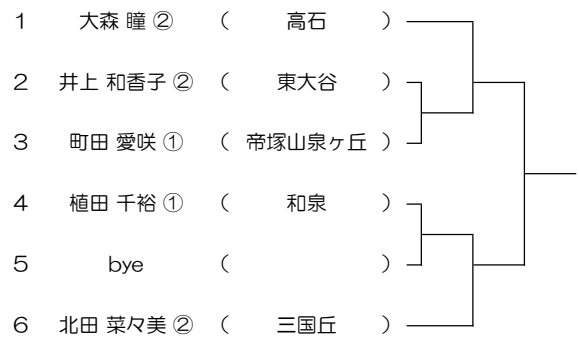 1 大森 瞳 ② ( 高石 )
2 井上 和香子 ② ( 東大谷 )
3 町田 愛咲 ① ( 帝塚山泉ヶ丘 )
4 植田 千裕 ① ( 和泉 )
5 bye ( )
6 北田 菜々美 ② ( 三国丘 )